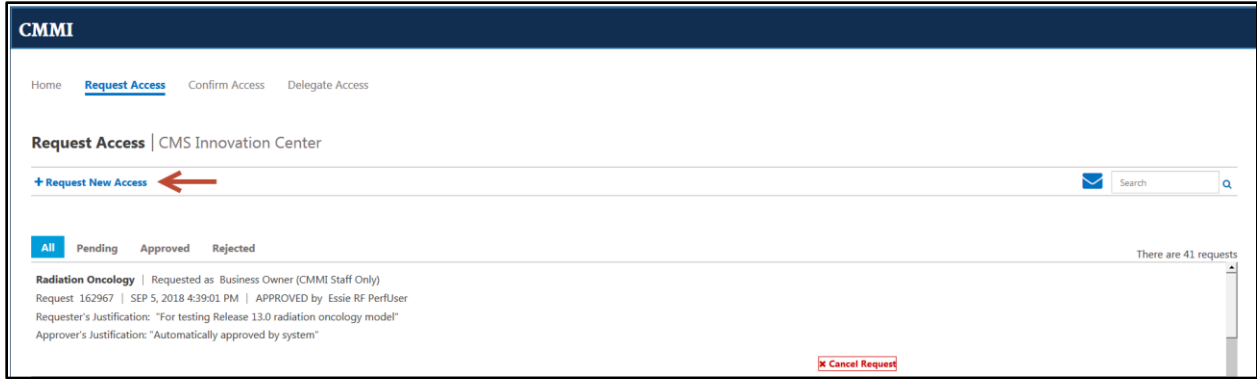 CMMI
Home Request Access Confirm Access Delegate Access
Request Access | CMS Innovation Center
+ Request New Access Search
All Pending Approved Rejected
There are 41 requests
Radiation Oncology | Requested as Business Owner (CMMI Staff Only)
Request 162967 | SEP 5, 2018 4:39:01 PM | APPROVED by Essie RF PerfUser
Requester's Justification: "For testing Release 13.0 radiation oncology model"
Approver's Justification: "Automatically approved by system"
✖ Cancel Request